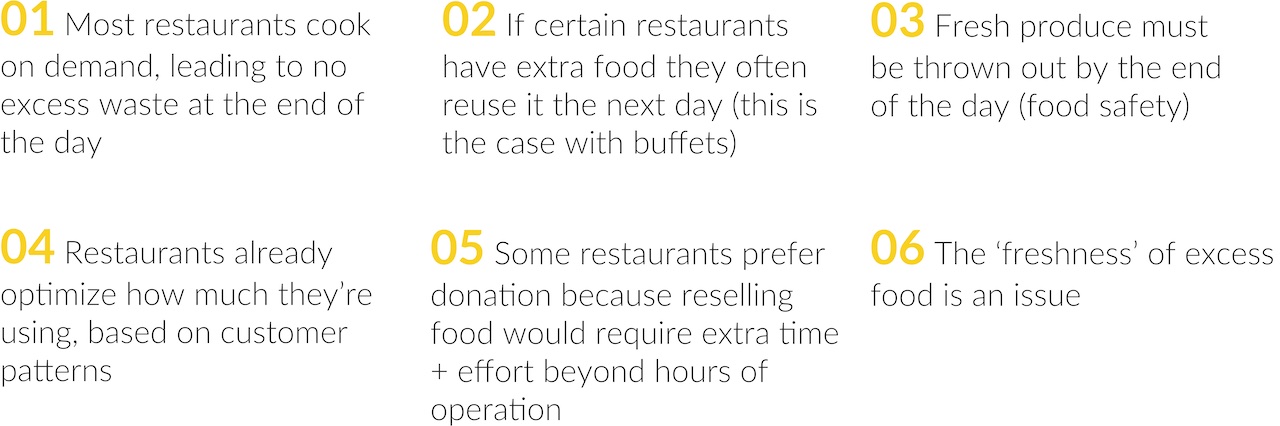 01 Most restaurants cook
on demand, leading to no
excess waste at the end of
the day
02 If certain restaurants
have extra food they often
reuse it the next day (this is
the case with buffets)
03 Fresh produce must
be thrown out by the end
of the day (food safety)
04 Restaurants already
optimize how much they’re
using, based on customer
patterns
05 Some restaurants prefer
donation because reselling
food would require extra time
+ effort beyond hours of
operation
06 The ‘freshness’ of excess
food is an issue